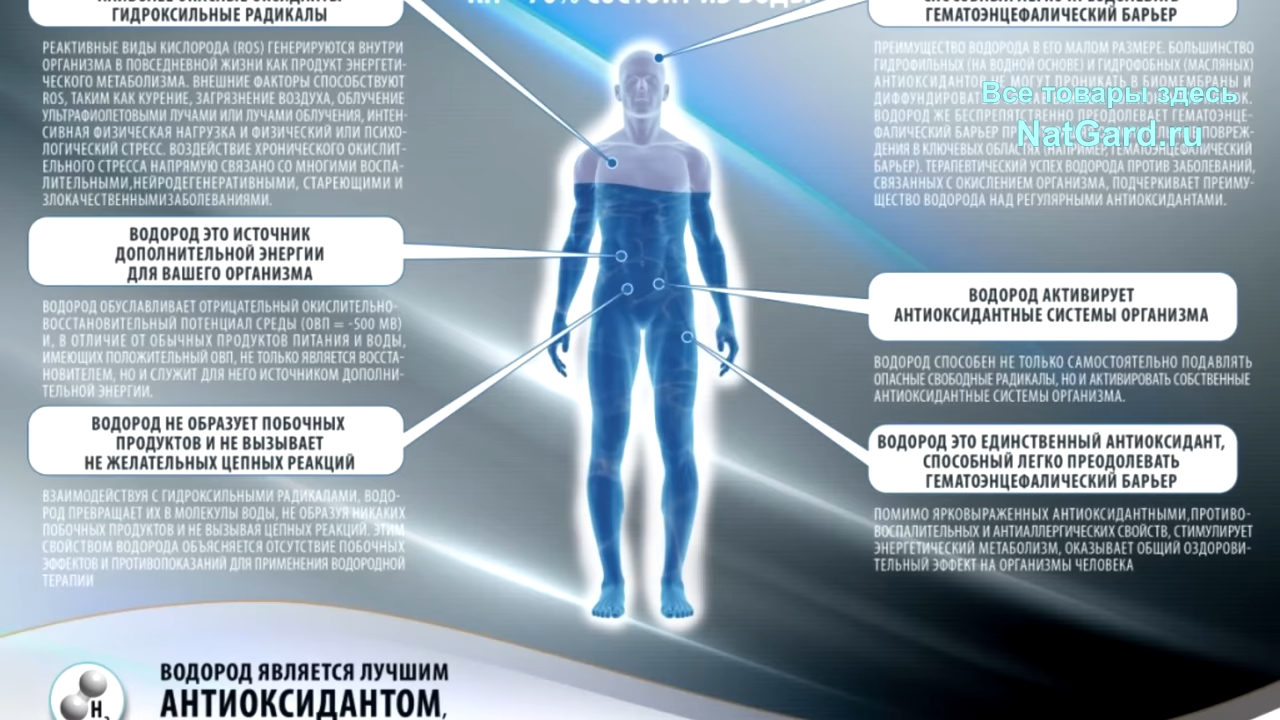 ГИДРОКСИЛЬНЫЕ РАДИКАЛЫ
РЕАКТИВНЫЕ ВИДЫ КИСЛОРОДА (ROS) ГЕНЕРИРУЮТСЯ ВНУТРИ
ОРГАНИЗМА В ПОВСЕДНЕВНОЙ ЖИЗНИ КАК ПРОДУКТ ЭНЕРГЕТИ-
ЧЕСКОГО МЕТАБОЛИЗМА. ВНЕШНИЕ ФАКТОРЫ СПОСОБСТВУЮТ
ROS, ТАКИМ КАК КУРЕНИЕ, ЗАГРЯЗНЕНИЕ ВОЗДУХА, ОБЛУЧЕНИЕ
УЛЬТРАФИОЛЕТОВЫМИ ЛУЧАМИ ИЛИ ЛУЧАМИ ОБЛУЧЕНИЯ, ИНТЕН-
СИВНАЯ ФИЗИЧЕСКАЯ НАГРУЗКА И ФИЗИЧЕСКИЙ ИЛИ ПСИХО-
ЛОГИЧЕСКИЙ СТРЕСС. ВОЗДЕЙСТВИЕ ХРОНИЧЕСКОГО ОКИСЛИТ-
ЕЛЬНОГО СТРЕССА НАПРЯМУЮ СВЯЗАНО СО МНОГИМИ ВОСПА-
ЛИТЕЛЬНЫМИ,НЕЙРОДЕГЕНЕРАТИВНЫМИ, СТАРЕЮЩИМИ И
ЗЛОКАЧЕСТВЕННЫМИЗАБОЛЕВАНИЯМИ.
ВОДОРОД ЭТО ИСТОЧНИК
ДОПОЛНИТЕЛЬНОЙ ЭНЕРГИИ
ДЛЯ ВАШЕГО ОРГАНИЗМА
ВОДОРОД ОБУСЛАВЛИВАЕТ ОТРИЦАТЕЛЬНЫЙ ОКИСЛИТЕЛЬНО-
ВОССТАНОВИТЕЛЬНЫЙ ПОТЕНЦИАЛ СРЕДЫ (ОВП = -500 МВ)
И, В ОТЛИЧИЕ ОТ ОБЫЧНЫХ ПРОДУКТОВ ПИТАНИЯ И ВОДЫ,
ИМЕЮЩИХ ПОЛОЖИТЕЛЬНЫЙ ОВП, НЕ ТОЛЬКО ЯВЛЯЕТСЯ ВОССТА-
НОВИТЕЛЕМ, НО И СЛУЖИТ ДЛЯ НЕГО ИСТОЧНИКОМ ДОПОЛНИ-
ТЕЛЬНОЙ ЭНЕРГИИ.
ВОДОРОД НЕ ОБРАЗУЕТ ПОБОЧНЫХ
ПРОДУКТОВ И НЕ ВЫЗЫВАЕТ
НЕ ЖЕЛАТЕЛЬНЫХ ЦЕПНЫХ РЕАКЦИЙ
ВЗАИМОДЕЙСТВУЯ С ГИДРОКСИЛЬНЫМИ РАДИКАЛАМИ, ВОДО-
РОД ПРЕВРАЩАЕТ ИХ В МОЛЕКУЛЫ ВОДЫ, НЕ ОБРАЗУЯ НИКАКИХ
ПОБОЧНЫХ ПРОДУКТОВ И НЕ ВЫЗЫВАЯ ЦЕПНЫХ РЕАКЦИЙ. ЭТИМ
СВОЙСТВОМ ВОДОРОДА ОБЪЯСНЯЕТСЯ ОТСУТСТВИЕ ПОБОЧНЫХ
ЭФФЕКТОВ И ПРОТИВОПОКАЗАНИЙ ДЛЯ ПРИМЕНЕНИЯ ВОДОРОДНОЙ
ТЕРАПИИ
ГЕМАТОЭНЦЕФАЛИЧЕСКИЙ БАРЬЕР
ПРЕИМУЩЕСТВО ВОДОРОДА В ЕГО МАЛОМ РАЗМЕРЕ. БОЛЬШИНСТВО
ГИДРОФИЛЬНЫХ (НА ВОДНОЙ ОСНОВЕ) И ГИДРОФОБНЫХ (МАСЛЯНЫХ)
АНТИОКСИДАНТОВ НЕ МОГУТ ПРОНИКАТЬ В БИОМЕМБРАНЫ И
Все товары здесь
NatGard.ru
ВОДОРОД ЖЕ БЕСПРЕПЯТСТВЕННО ПРЕОДОЛЕВАЕТ ГЕМАТОЭНЦЕ-
ФАЛИЧЕСКИЙ БАРЬЕР ПОВРЕЖ-
ДЕНИЯ В КЛЮЧЕВЫХ ОБЛАСТЯХ (НАПРИМЕР, ГЕМАТОЭНЦЕФАЛИЧЕСКИЙ
БАРЬЕР). ТЕРАПЕВТИЧЕСКИЙ УСПЕХ ВОДОРОДА ПРОТИВ ЗАБОЛЕВАНИЙ,
СВЯЗАННЫХ С ОКИСЛЕНИЕМ ОРГАНИЗМА, ПОДЧЕРКИВАЕТ ПРЕИМУ-
ЩЕСТВО ВОДОРОДА НАД РЕГУЛЯРНЫМИ АНТИОКСИДАНТАМИ.
ВОДОРОД АКТИВИРУЕТ
АНТИОКСИДАНТНЫЕ СИСТЕМЫ ОРГАНИЗМА
ВОДОРОД СПОСОБЕН НЕ ТОЛЬКО САМОСТОЯТЕЛЬНО ПОДАВЛЯТЬ
ОПАСНЫЕ СВОБОДНЫЕ РАДИКАЛЫ, НО И АКТИВИРОВАТЬ СОБСТВЕННЫЕ
АНТИОКСИДАНТНЫЕ СИСТЕМЫ ОРГАНИЗМА.
ВОДОРОД ЭТО ЕДИНСТВЕННЫЙ АНТИОКСИДАНТ,
СПОСОБНЫЙ ЛЕГКО ПРЕОДОЛЕВАТЬ
ГЕМАТОЭНЦЕФАЛИЧЕСКИЙ БАРЬЕР
ПОМИМО ЯРКОВЫРАЖЕННЫХ АНТИОКСИДАНТНЫМИ,ПРОТИВО-
ВОСПАЛИТЕЛЬНЫХ И АНТИАЛЛЕРГИЧЕСКИХ СВОЙСТВ, СТИМУЛИРУЕТ
ЭНЕРГЕТИЧЕСКИЙ МЕТАБОЛИЗМ, ОКАЗЫВАЕТ ОБЩИЙ ОЗДОРОВИ-
ТЕЛЬНЫЙ ЭФФЕКТ НА ОРГАНИЗМЫ ЧЕЛОВЕКА
H
ВОДОРОД ЯВЛЯЕТСЯ ЛУЧШИМ
АНТИОКСИДАНТОМ,